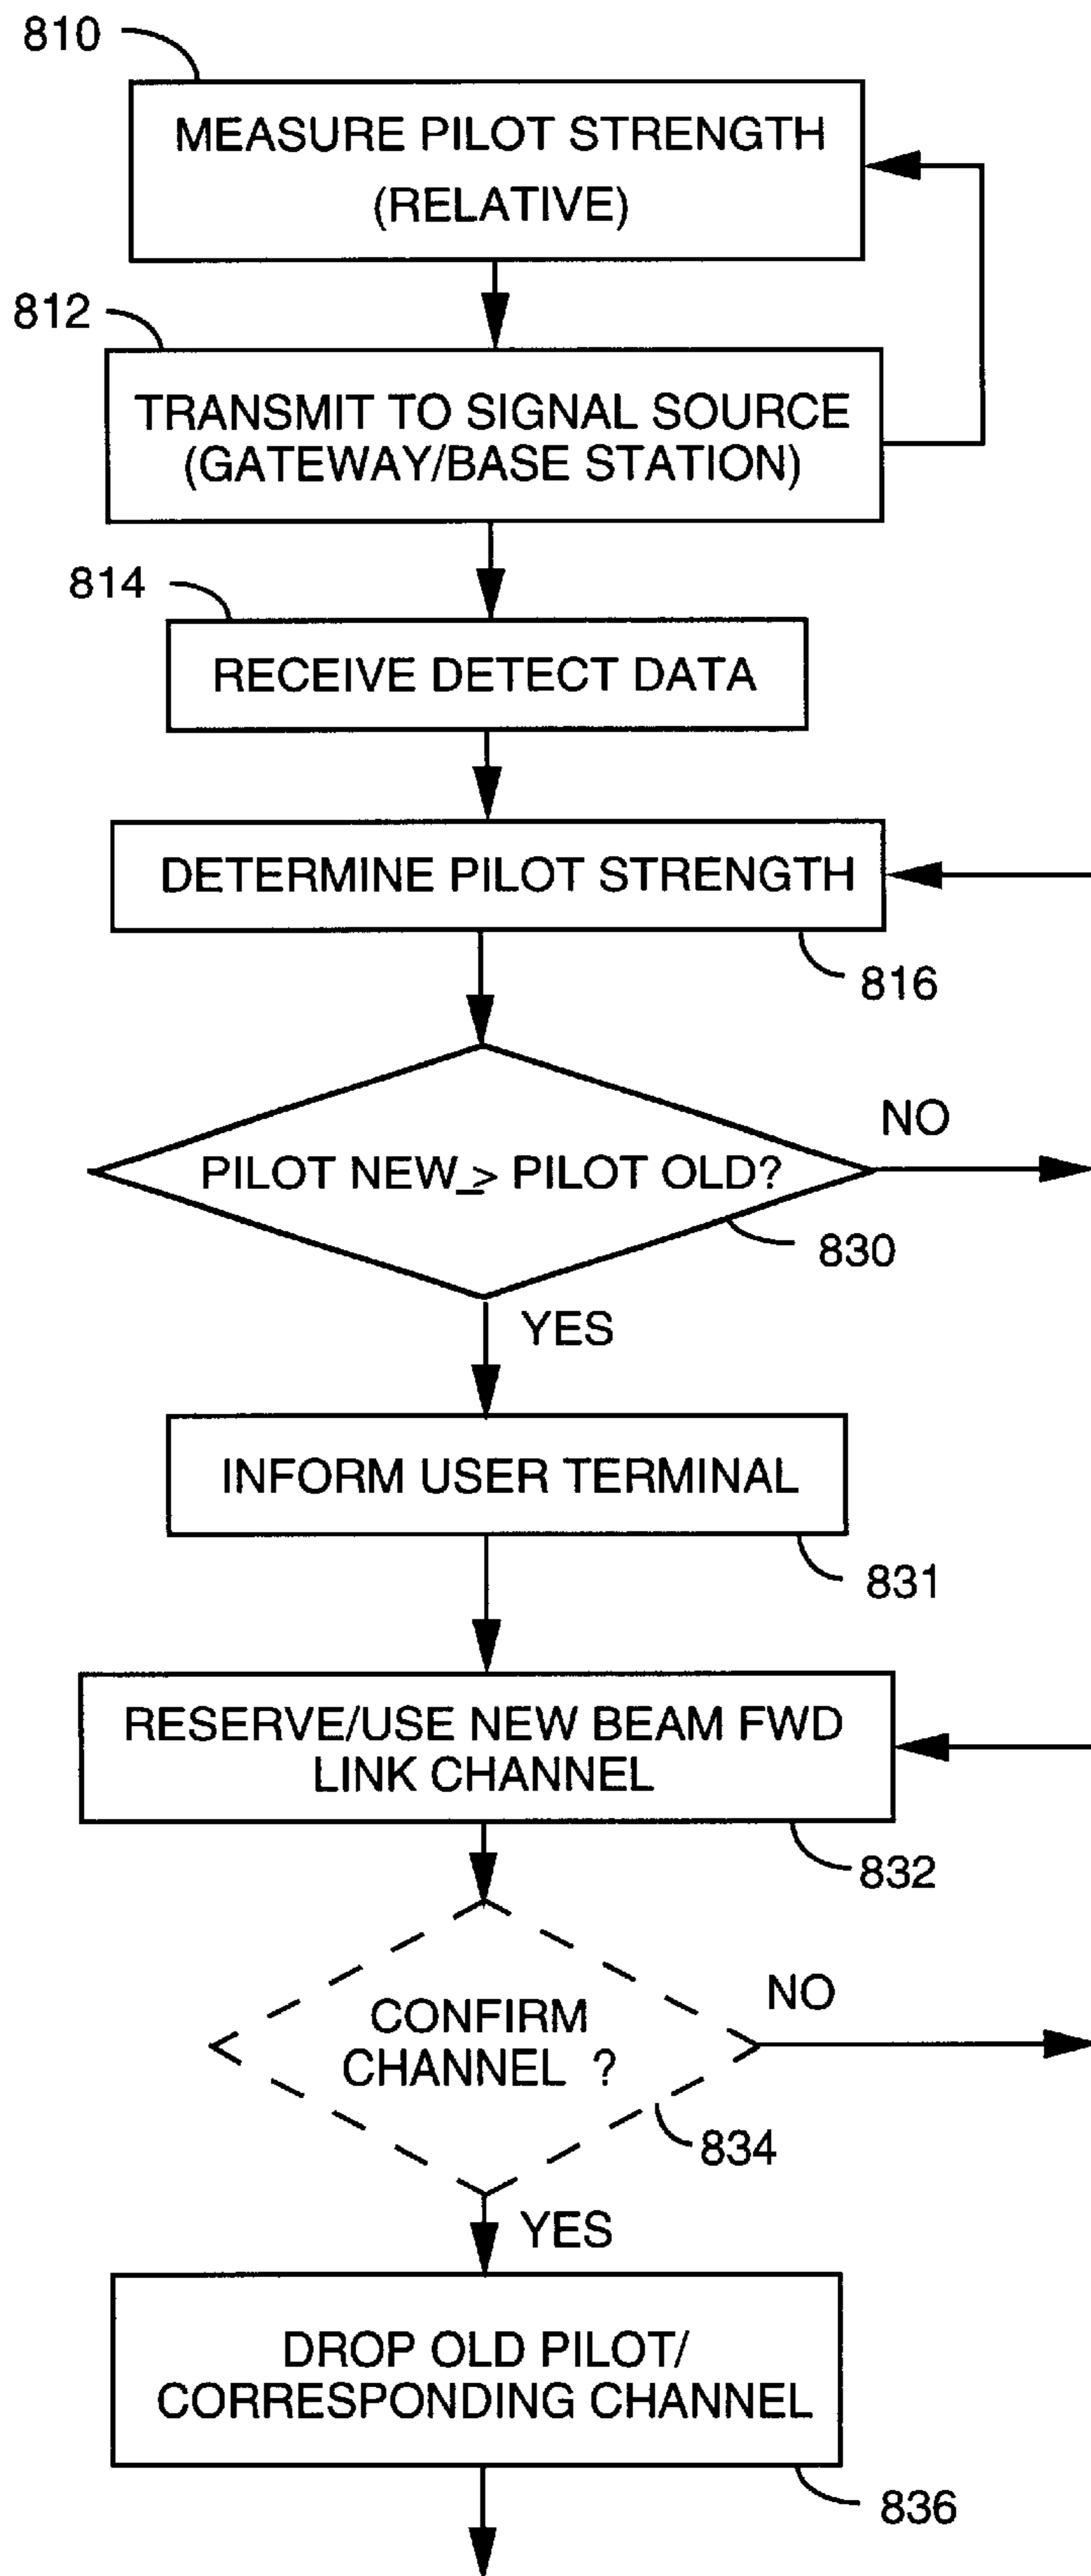 810
MEASURE PILOT STRENGTH
(RELATIVE)
812
TRANSMIT TO SIGNAL SOURCE
(GATEWAY/BASE STATION)
814
RECEIVE DETECT DATA
DETERMINE PILOT STRENGTH
816
NO
PILOT NEW_> PILOT OLD?
830
YES
INFORM USER TERMINAL
831
RESERVE/USE NEW BEAM FWD
LINK CHANNEL
832
NO
CONFIRM
CHANNEL ?
834
YES
DROP OLD PILOT/
CORRESPONDING CHANNEL
836